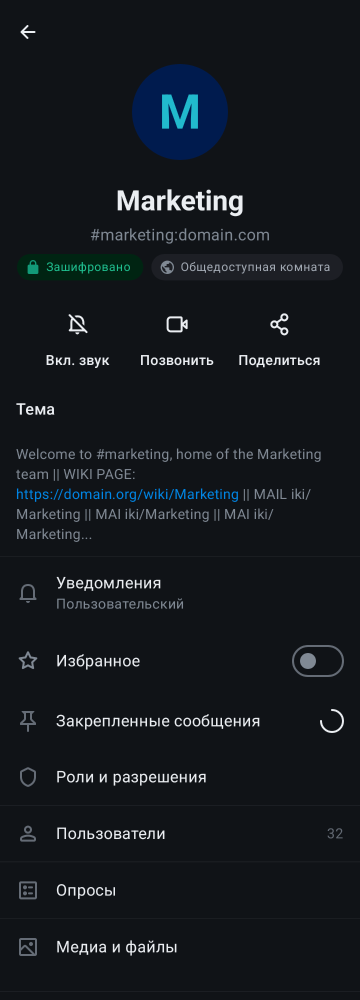 M
Marketing
#marketing:domain.com
Зашифровано Общедоступная комната
Вкл. звук Позвонить Поделиться
Тема
Welcome to #marketing, home of the Marketing
team || WIKI PAGE:
https://domain.org/wiki/Marketing || MAIL iki/
Marketing || MAI iki/Marketing || MAI iki/
Marketing...
Уведомления
Пользовательский
Избранное
Закрепленные сообщения
Роли и разрешения
Пользователи 32
Опросы
Медиа и файлы